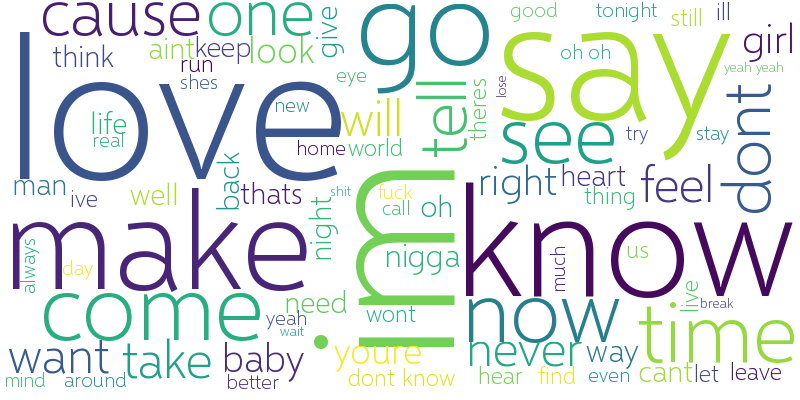 cause
one
give
go
good
tonight
still
ill
think
aint
keep
look
run
shes
eye
oh oh
girl
yeah yeah
love
say
lose
theres
tell
new
life
real
will
home
world
see
try
stay
dont
man
ive
well
back
thats
shit
fuck
call
oh
right
heart
thing
feel
night
im
make
know
always
day
nigga
much
us
come
need
yeah
wait
wont
now
live
break
time
want
take
baby
better
youre
dont know
never
way
hear
find
even
cant
let
leave
mind
around